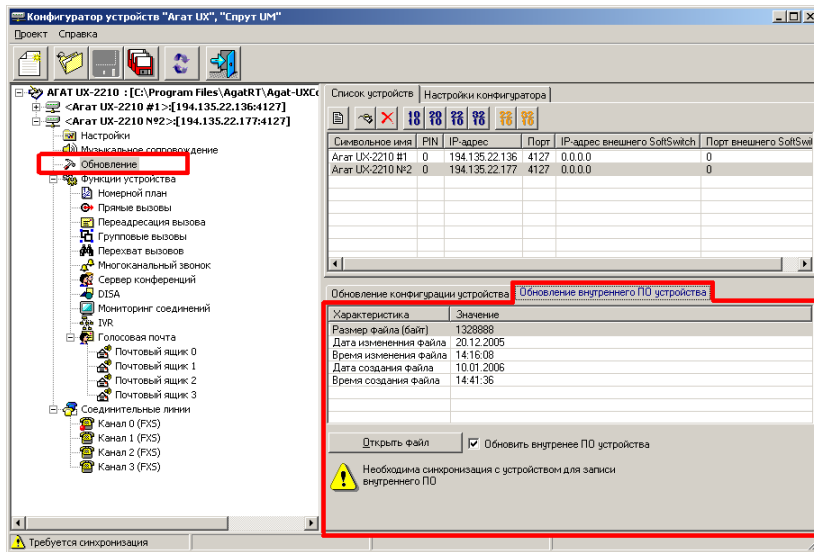 Конфигуратор устройств "Агат UX", "Спрут UM"
Проект Справка
АГАТ UX-2210 : [C:\Program Files\AgatRT\Agat-UXCo
<Агат UX-2210 #1>:[194.135.22.136:4127]
<Агат UX-2210 №2>:[194.135.22.177:4127]
Настройки
Музыкальное сопровождение
Обновление
Функции устройства
Номерной план
Прямые вызовы
Переадресация вызова
Групповые вызовы
Перехват вызовов
Многоканальный звонок
Сервер конференций
DISA
Мониторинг соединений
IVR
Голосовая почта
Почтовый ящик 0
Почтовый ящик 1
Почтовый ящик 2
Почтовый ящик 3
Соединительные линии
Канал 0 (FXS)
Канал 1 (FXS)
Канал 2 (FXS)
Канал 3 (FXS)
Список устройств Настройки конфигуратора
Символьное имя PIN IP-адрес Порт IP-адрес внешнего SoftSwitch Порт внешнего SoftSwi
Агат UX-2210 #1 0 194.135.22.136 4127 0.0.0.0 0
Агат UX-2210 №2 0 194.135.22.177 4127 0.0.0.0 0
Обновление конфигурации устройства Обновление внутреннего ПО устройства
Характеристика Значение
Размер файла (байт) 1328888
Дата изменения файла 20.12.2005
Время изменения файла 14:16:08
Дата создания файла 10.01.2006
Время создания файла 14:41:36
Открыть файл Обновить внутренее ПО устройства
Необходима синхронизация с устройством для записи
внутреннего ПО
Требуется синхронизация